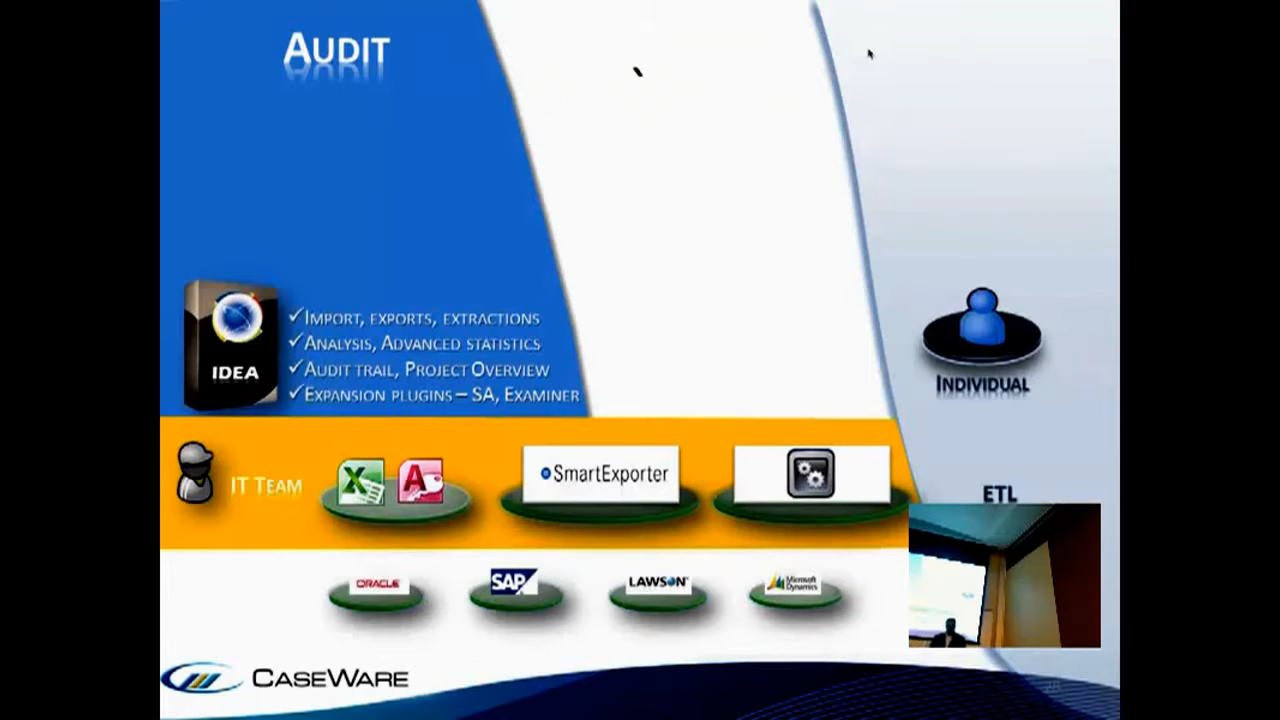 AUDIT
IDEA
✓IMPORT, EXPORTS, EXTRACTIONS
✓ANALYSIS, ADVANCED STATISTICS
✓AUDIT TRAIL, PROJECT OVERVIEW
✓EXPANSION PLUGINS – SA, EXAMINER
INDIVIDUAL
IT TEAM
SmartExporter
ETL
ORACLE
SAP
LAWSON
Microsoft Dynamics
CASEWARE